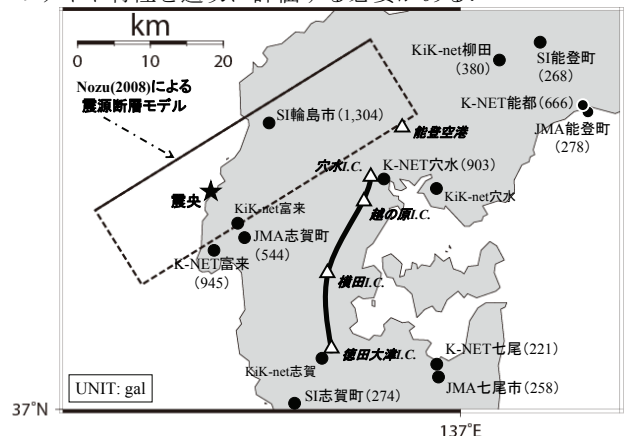 km
0 10 20
Nozu(2008)による
震源断層モデル
KiK-net柳田
(380)
SI能登町
(268)
K-NET能都(666)
JMA能登町
(278)
SI輪島市(1,304)
能登空港
穴水I.C.
K-NET穴水(903)
KiK-net穴水
越の原I.C.
震央
KiK-net富来
JMA志賀町
(544)
K-NET富来
(945)
横田I.C.
徳田大津I.C.
KiK-net志賀
K-NET七尾(221)
JMA七尾市(258)
SI志賀町(274)
UNIT: gal
37°N
137°E